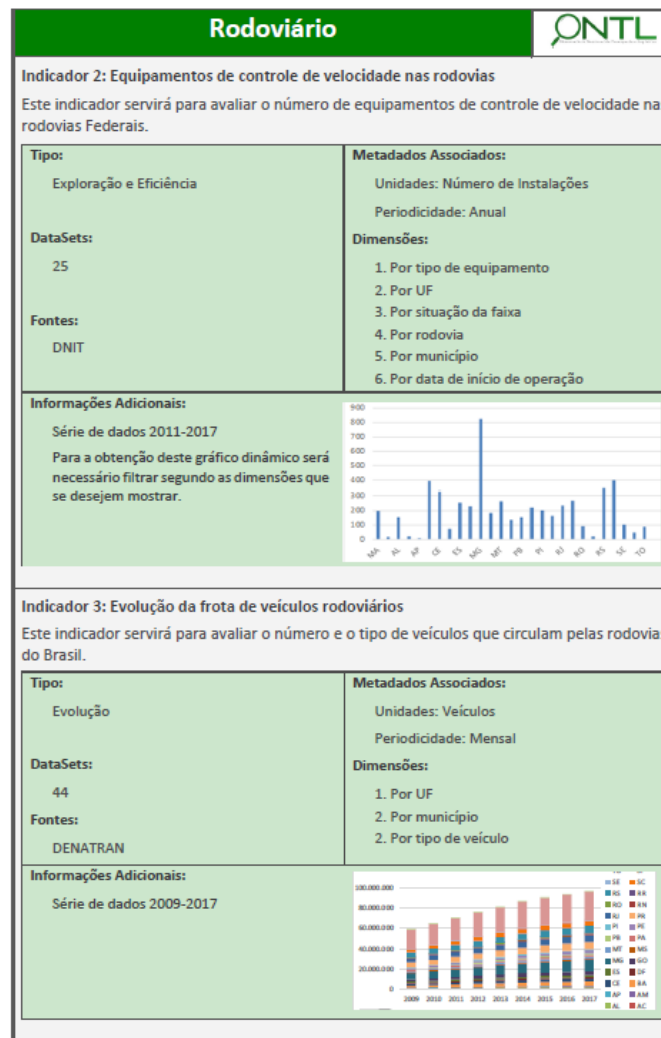 Rodoviário
ONTL
Indicador 2: Equipamentos de controle de velocidade nas rodovias
Este indicador servirá para avaliar o número de equipamentos de controle de velocidade na
rodovias Federais.
Tipo:
Exploração e Eficiência
DataSets:
25
Fontes:
DNIT
Metadados Associados:
Unidades: Número de Instalações
Periodicidade: Anual
Dimensões:
1. Por tipo de equipamento
2. Por UF
3. Por situação da faixa
4. Por rodovia
5. Por município
6. Por data de início de operação
Informações Adicionais:
Série de dados 2011-2017
Para a obtenção deste gráfico dinâmico será
necessário filtrar segundo as dimensões que
se desejem mostrar.
900
800
700
600
500
400
300
200
100
0
MA AL AP CE ES MG MT PB PI RJ RO RS SE TO
Indicador 3: Evolução da frota de veículos rodoviários
Este indicador servirá para avaliar o número e o tipo de veículos que circulam pelas rodovia
do Brasil.
Tipo:
Evolução
DataSets:
44
Fontes:
DENATRAN
Metadados Associados:
Unidades: Veículos
Periodicidade: Mensal
Dimensões:
1. Por UF
2. Por município
2. Por tipo de veículo
Informações Adicionais:
Série de dados 2009-2017
100.000.000
80.000.000
60.000.000
40.000.000
20.000.000
0
2009 2010 2011 2012 2013 2014 2015 2016 2017
SE SC
RS RR
RO RN
RJ PR
PI PE
PB PA
MT MS
MG GO
ES DF
CE BA
AP AM
AL AC